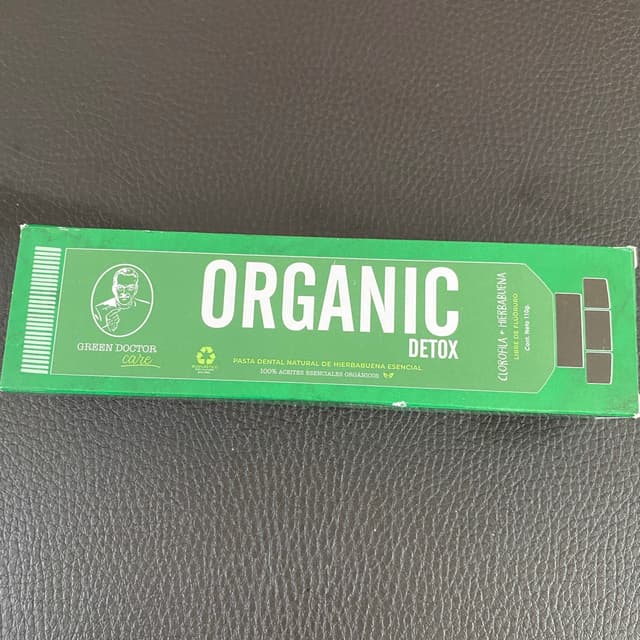 GREEN DOCTOR
care
ORGANIC
DETOX
PASTA DENTAL NATURAL DE HIERBABUENA ESENCIAL
100% ACEITES ESENCIALES ORGÁNICOS
CLOROFILA + HIERBABUENA
LIBRE DE FLUORURO
Cont. Neto 110g.